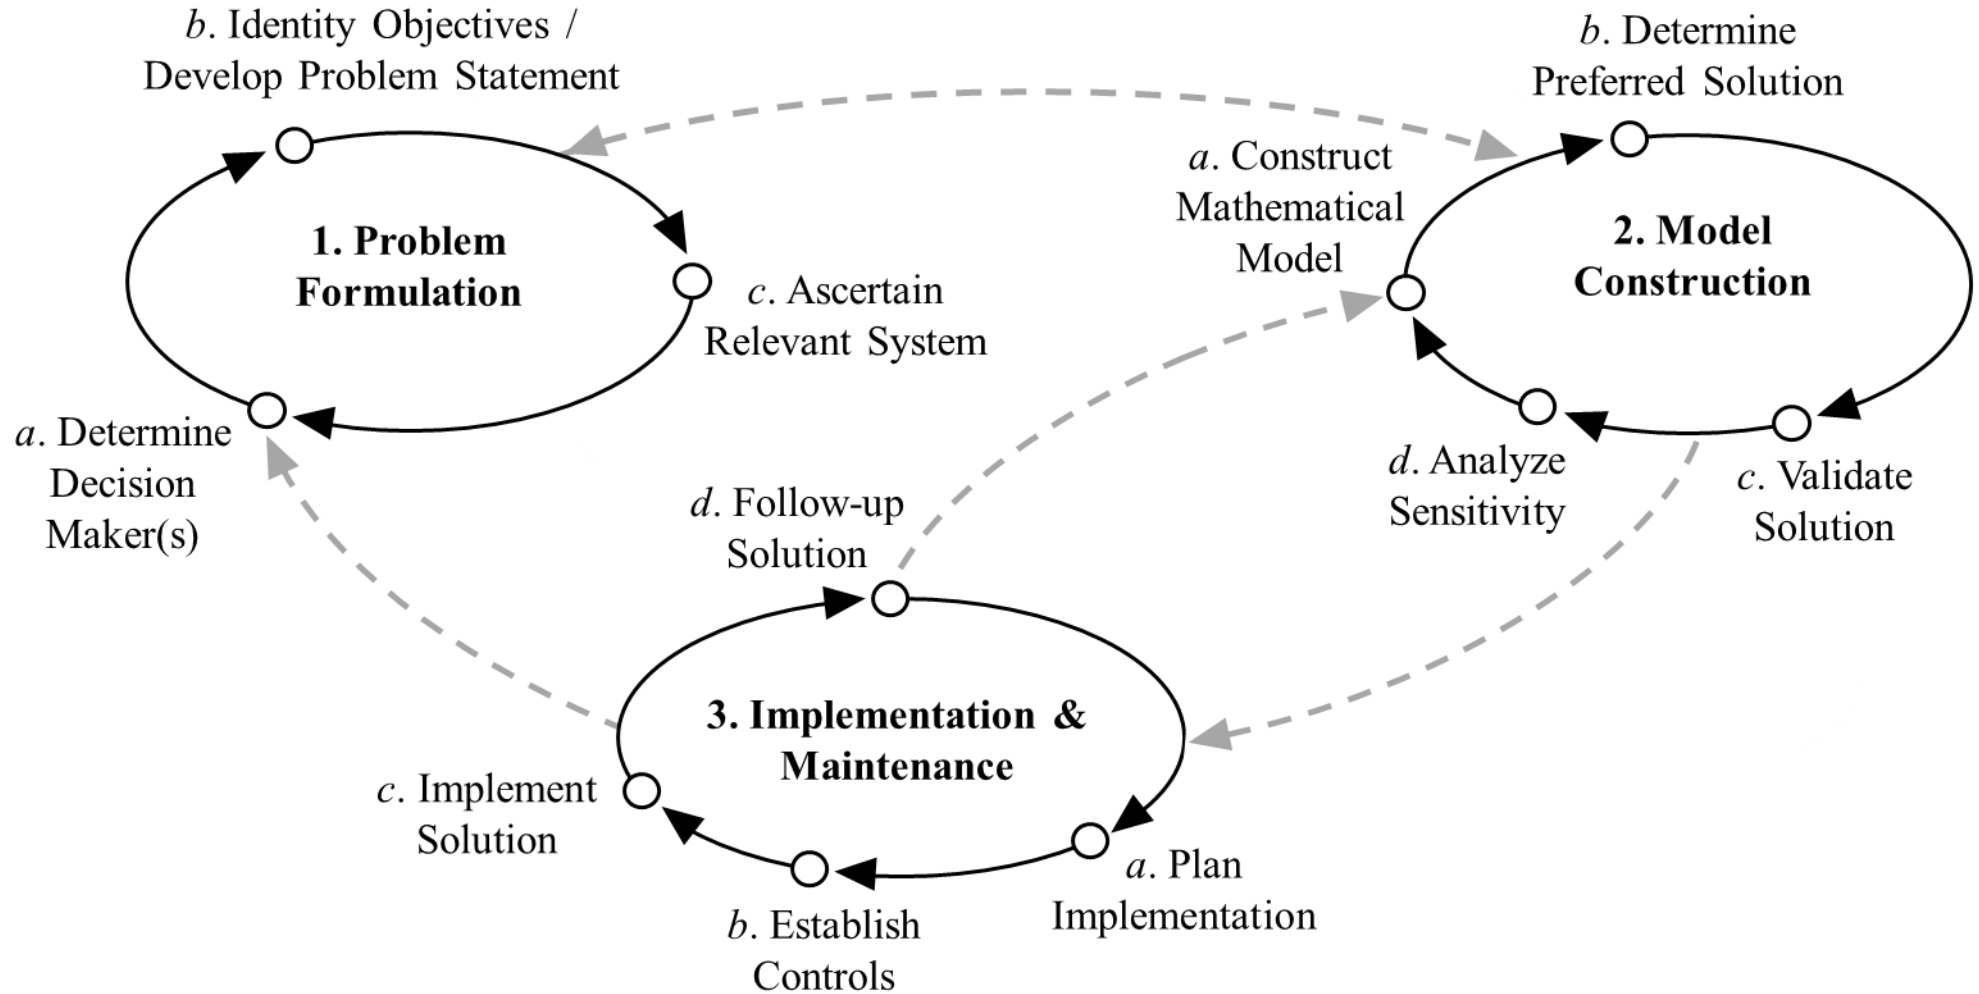 b. Identity Objectives /
Develop Problem Statement
1. Problem
Formulation
c. Ascertain
Relevant System
a. Determine
Decision
Maker(s)
b. Determine
Preferred Solution
a. Construct
Mathematical
Model
2. Model
Construction
d. Analyze
Sensitivity
c. Validate
Solution
d. Follow-up
Solution
3. Implementation &
Maintenance
c. Implement
Solution
a. Plan
Implementation
b. Establish
Controls